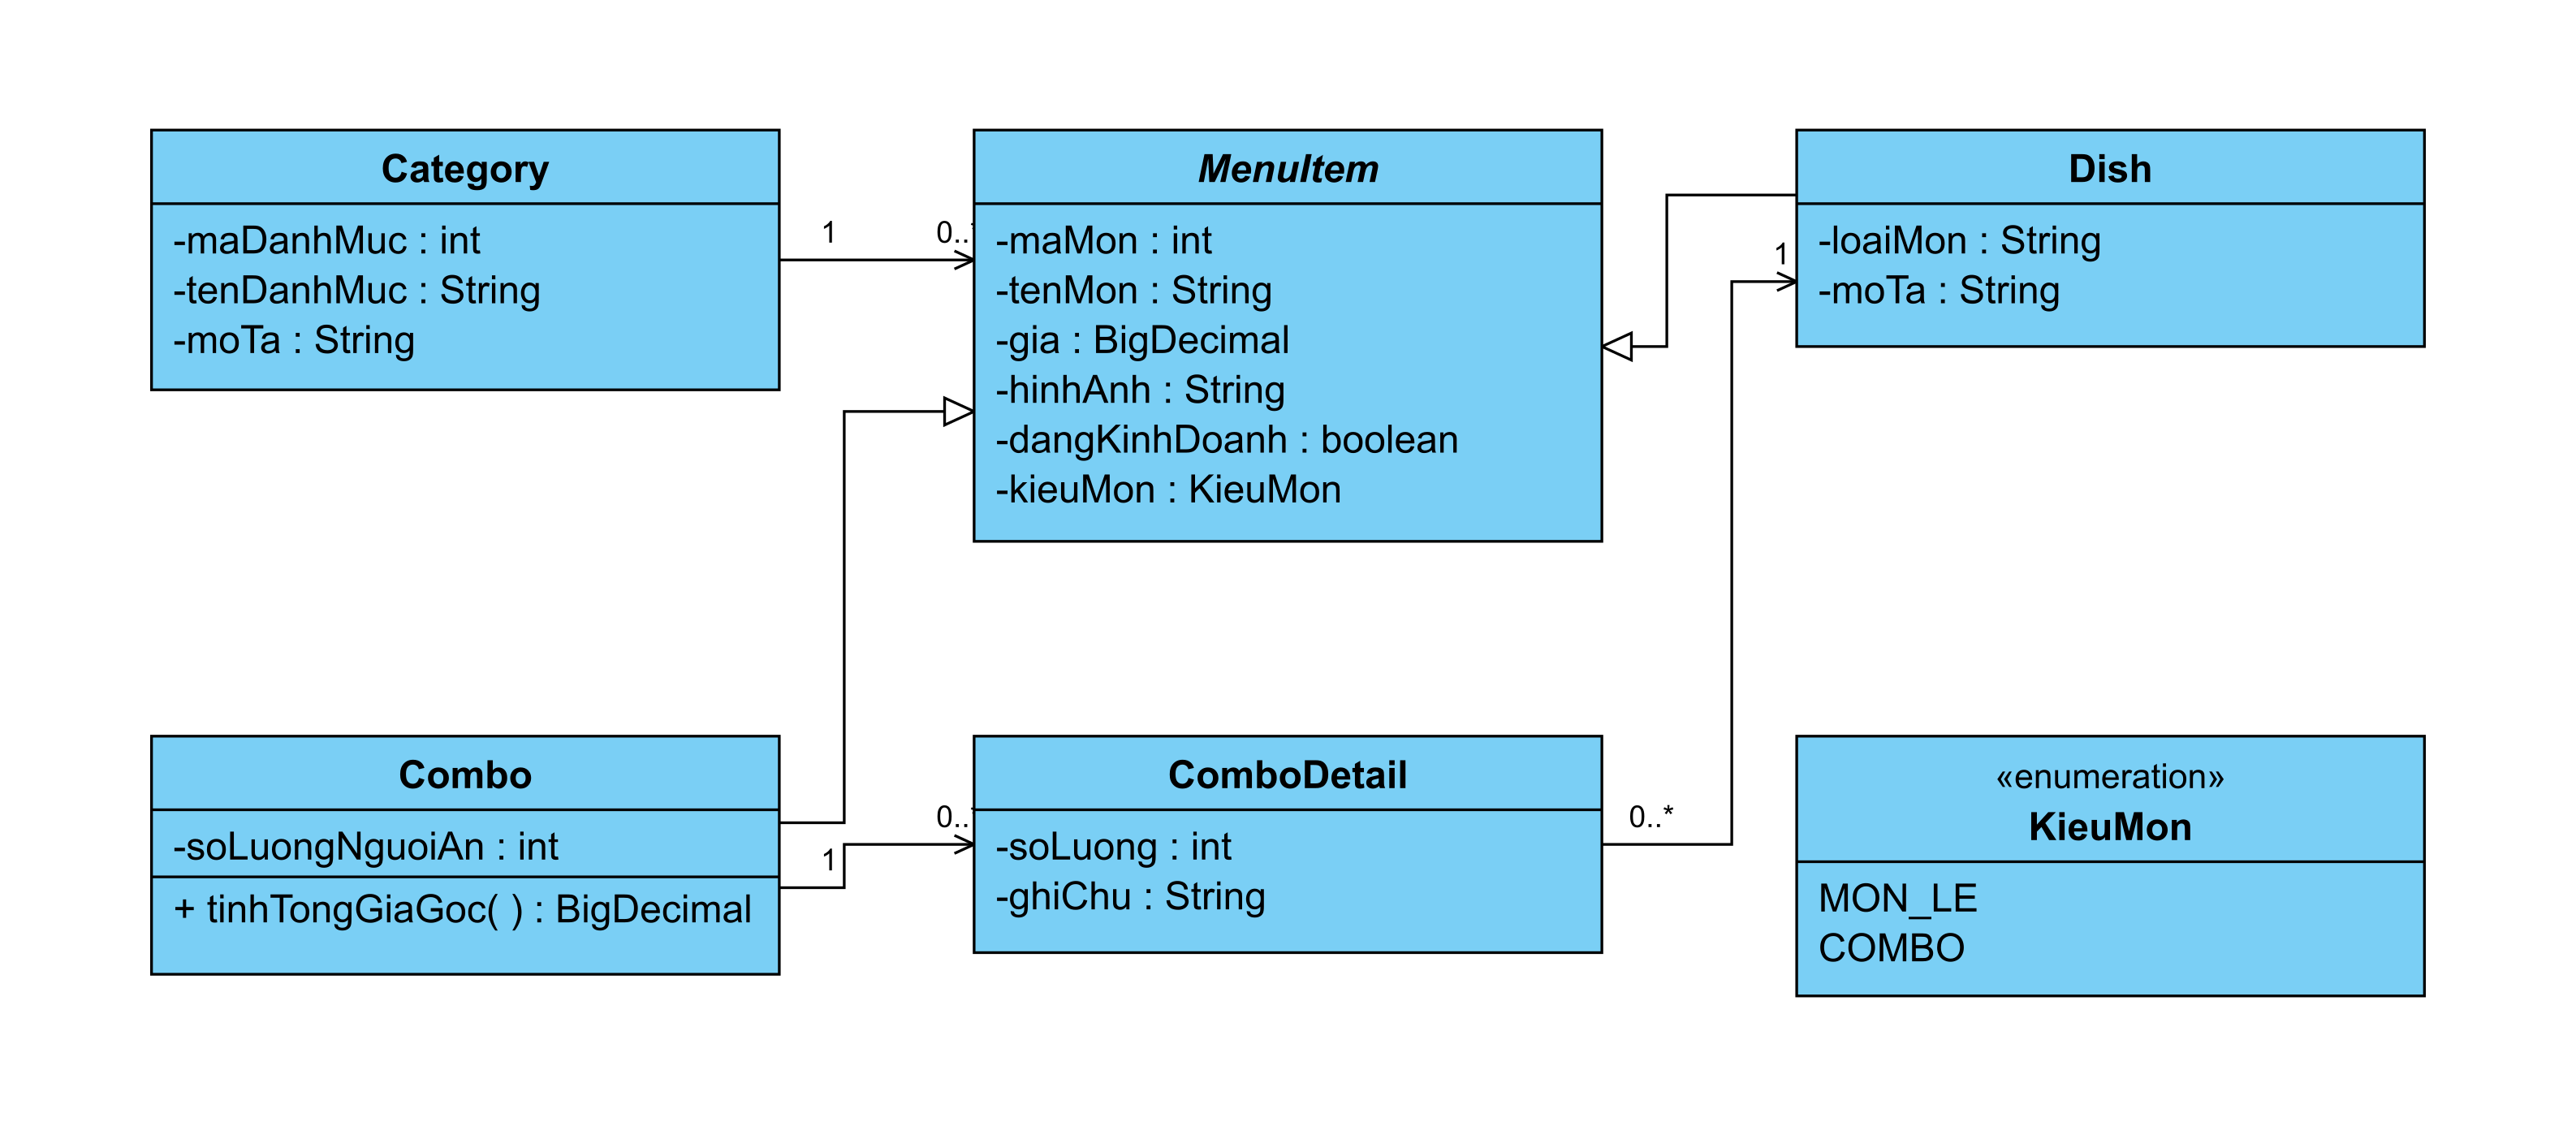 Category
-maDanhMuc : int
-tenDanhMuc : String
-moTa : String
1
0..
MenuItem
-maMon : int
-tenMon : String
-gia : BigDecimal
-hinhAnh : String
-dangKinhDoanh : boolean
-kieuMon : KieuMon
Dish
-loaiMon : String
-moTa : String
1
Combo
-soLuongNguoiAn : int
+ tinhTongGiaGoc( ) : BigDecimal
1
0..
ComboDetail
-soLuong : int
-ghiChu : String
0..*
«enumeration»
KieuMon
MON_LE
COMBO